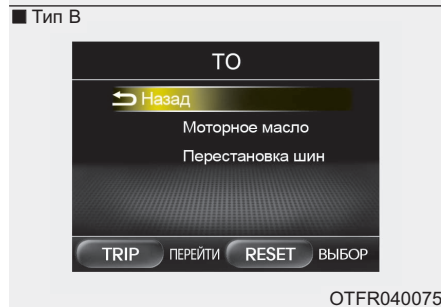 ■ Тип B
ТО
Назад
Моторное масло
Перестановка шин
TRIP ПЕРЕЙТИ RESET ВЫБОР
OTFR040075